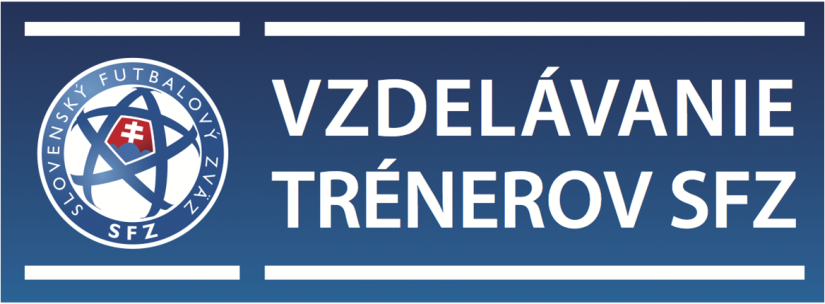 SLOVENSKÝ FUTBALOVÝ ZVÄZ
SFZ
VZDELÁVANIE
TRÉNEROV SFZ